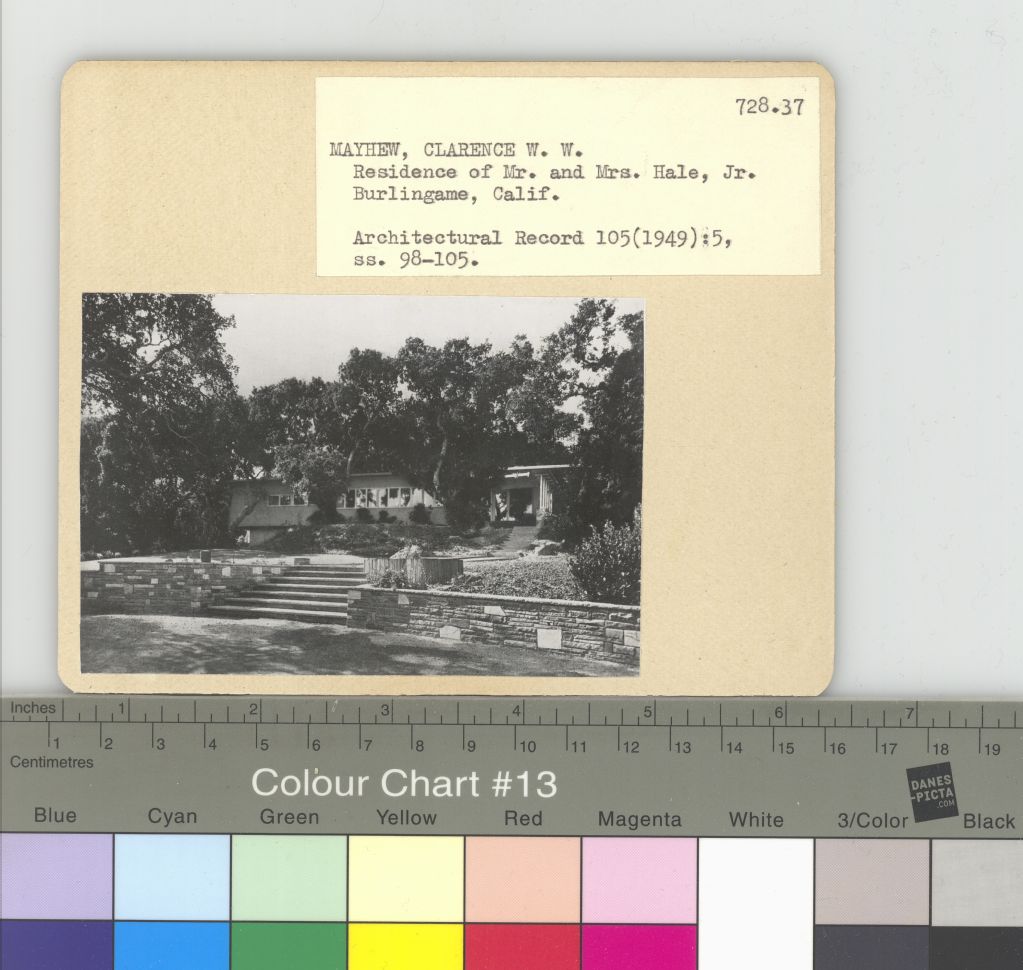 728.37
MAYHEW, CLARENCE W. W.
Residence of Mr. and Mrs. Hale, Jr.
Burlingame, Calif.
Architectural Record 105(1949):5,
ss. 98-105.
Inches 1 2 3 4 5 6 7
1 2 3 4 5 6 7 8 9 10 11 12 13 14 15 16 17 18 19
Centimetres
Colour Chart #13
DANES
-PICTA
.COM
Blue Cyan Green Yellow Red Magenta White 3/Color Black